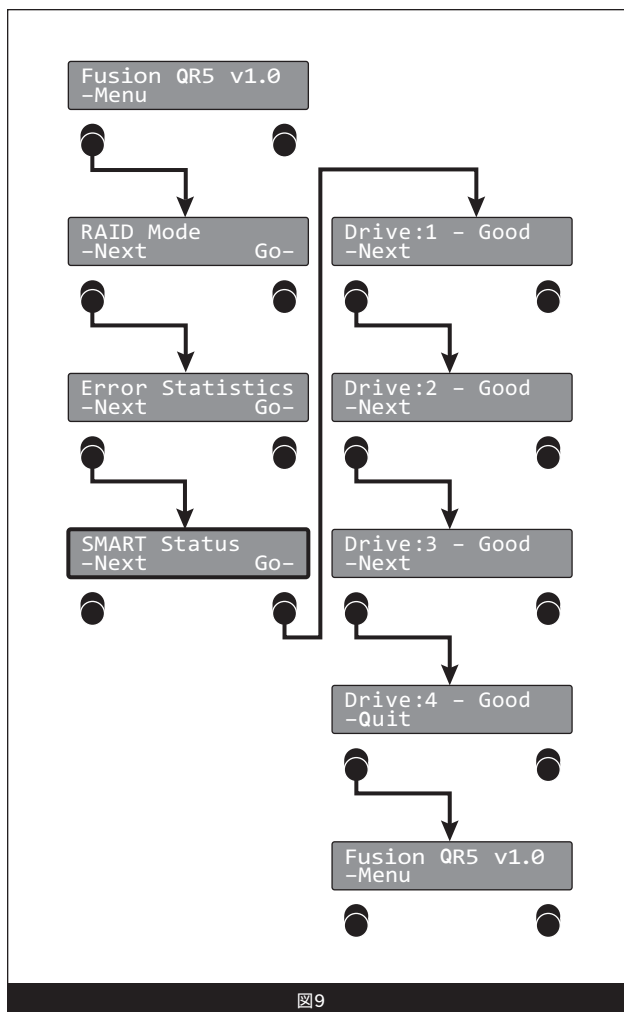 Fusion QR5 v1.0
–Menu
RAID Mode
–Next Go–
Error Statistics
–Next Go–
SMART Status
–Next Go–
Drive:1 – Good
–Next
Drive:2 – Good
–Next
Drive:3 – Good
–Next
Drive:4 – Good
–Quit
Fusion QR5 v1.0
–Menu
図9